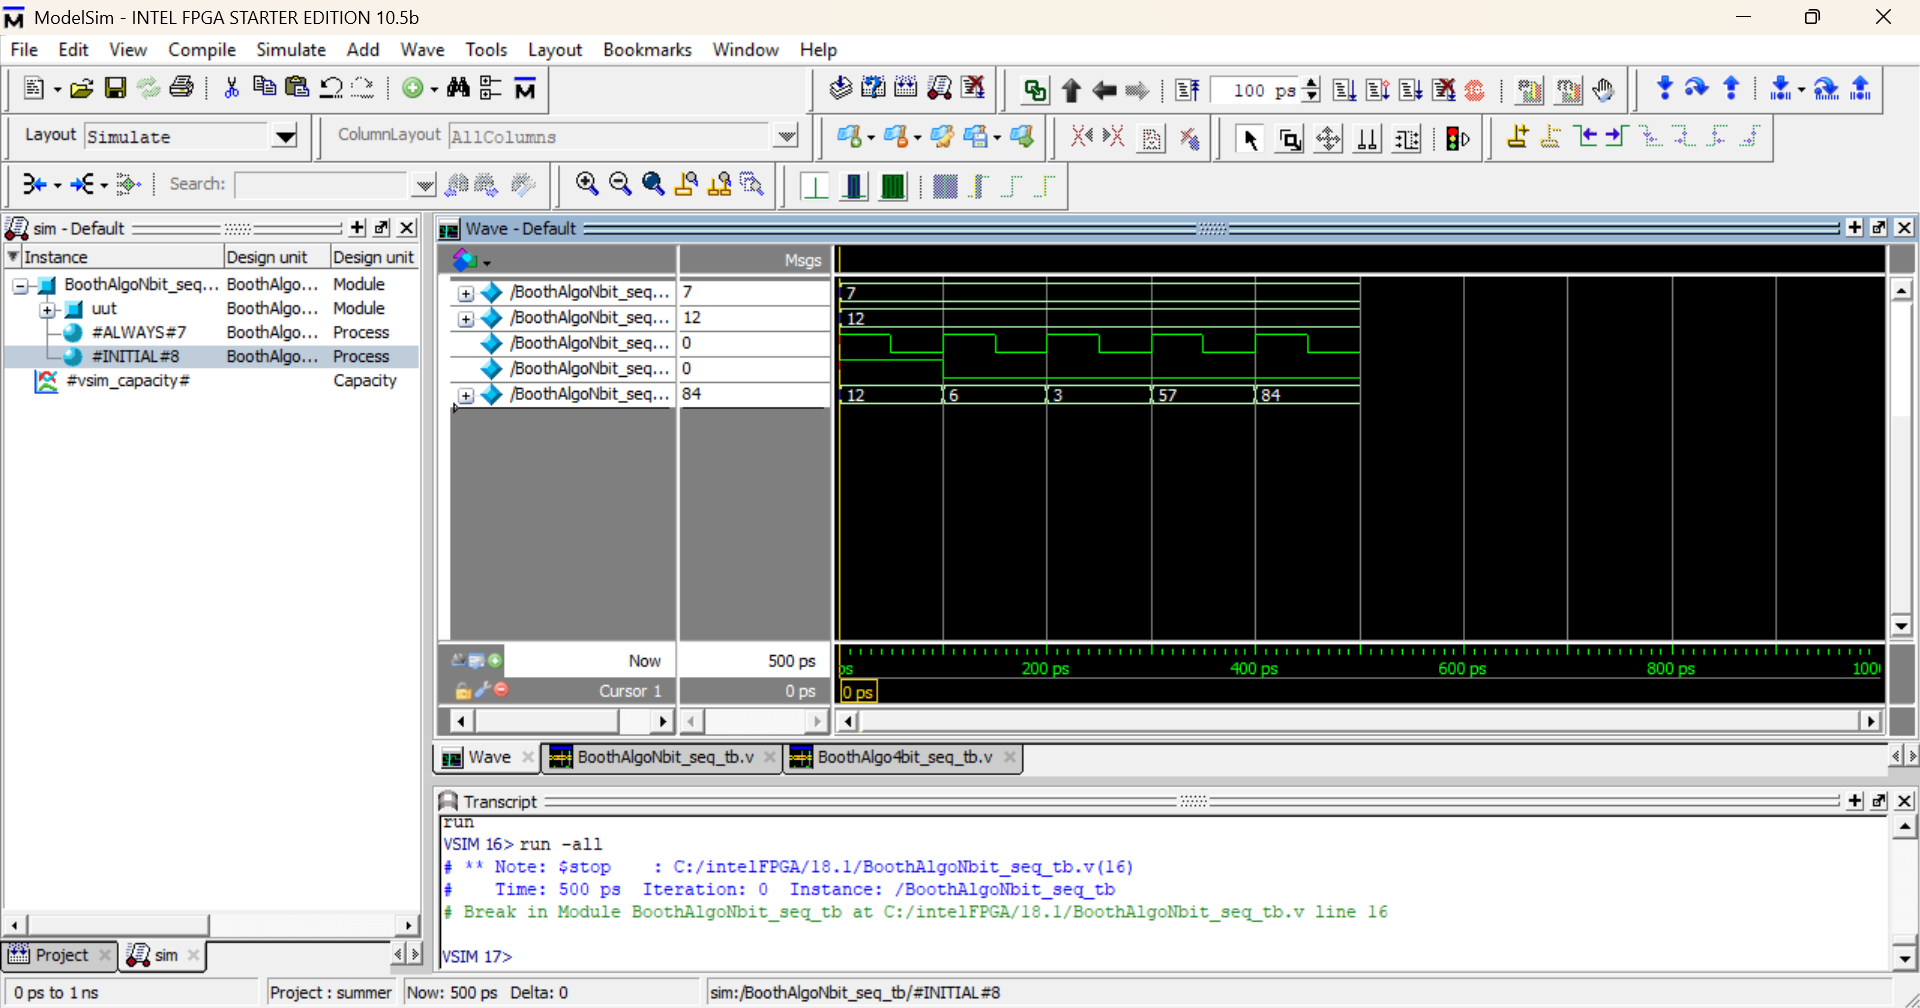 ModelSim - INTEL FPGA STARTER EDITION 10.5b
File Edit View Compile Simulate Add Wave Tools Layout Bookmarks Window Help
100 ps
Layout Simulate ColumnLayout AllColumns
Search:
sim - Default
Instance Design unit Design unit
BoothAlgoNbit_seq... BoothAlgo... Module
uut BoothAlgo... Module
#ALWAYS#7 BoothAlgo... Process
#INITIAL#8 BoothAlgo... Process
#vsim_capacity# Capacity
Wave - Default
Msgs
/BoothAlgoNbit_seq... 7 7
/BoothAlgoNbit_seq... 12 12
/BoothAlgoNbit_seq... 0
/BoothAlgoNbit_seq... 0
/BoothAlgoNbit_seq... 84 12 6 3 57 84
Now 500 ps ps 200 ps 400 ps 600 ps 800 ps 100
Cursor 1 0 ps 0 ps
Wave BoothAlgoNbit_seq_tb.v BoothAlgo4bit_seq_tb.v
Transcript
run
VSIM 16> run -all
# ** Note: $stop : C:/intelFPGA/18.1/BoothAlgoNbit_seq_tb.v(16)
# Time: 500 ps Iteration: 0 Instance: /BoothAlgoNbit_seq_tb
# Break in Module BoothAlgoNbit_seq_tb at C:/intelFPGA/18.1/BoothAlgoNbit_seq_tb.v line 16
VSIM 17>
Project sim
0 ps to 1 ns Project : summer Now: 500 ps Delta: 0 sim:/BoothAlgoNbit_seq_tb/#INITIAL#8